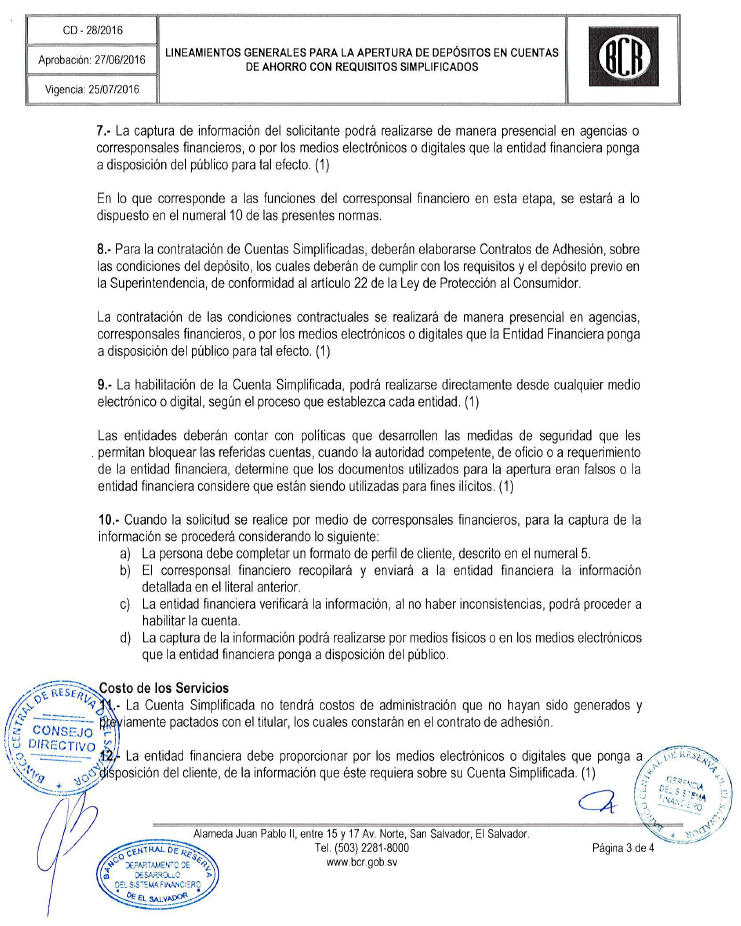 CD - 28/2016
Aprobación: 27/06/2016
Vigencia: 25/07/2016
LINEAMIENTOS GENERALES PARA LA APERTURA DE DEPÓSITOS EN CUENTAS
DE AHORRO CON REQUISITOS SIMPLIFICADOS
BCR
7.- La captura de información del solicitante podrá realizarse de manera presencial en agencias o
corresponsales financieros, o por los medios electrónicos o digitales que la entidad financiera ponga
a disposición del público para tal efecto. (1)
En lo que corresponde a las funciones del corresponsal financiero en esta etapa, se estará a lo
dispuesto en el numeral 10 de las presentes normas.
8.- Para la contratación de Cuentas Simplificadas, deberán elaborarse Contratos de Adhesión, sobre
las condiciones del depósito, los cuales deberán de cumplir con los requisitos y el depósito previo en
la Superintendencia, de conformidad al artículo 22 de la Ley de Protección al Consumidor.
La contratación de las condiciones contractuales se realizará de manera presencial en agencias,
corresponsales financieros, o por los medios electrónicos o digitales que la Entidad Financiera ponga
a disposición del público para tal efecto. (1)
9.- La habilitación de la Cuenta Simplificada, podrá realizarse directamente desde cualquier medio
electrónico o digital, según el proceso que establezca cada entidad. (1)
Las entidades deberán contar con políticas que desarrollen las medidas de seguridad que les
permitan bloquear las referidas cuentas, cuando la autoridad competente, de oficio o a requerimiento
de la entidad financiera, determine que los documentos utilizados para la apertura eran falsos o la
entidad financiera considere que están siendo utilizadas para fines ilícitos. (1)
10.- Cuando la solicitud se realice por medio de corresponsales financieros, para la captura de la
información se procederá considerando lo siguiente:
a) La persona debe completar un formato de perfil de cliente, descrito en el numeral 5.
b) El corresponsal financiero recopilará y enviará a la entidad financiera la información
detallada en el literal anterior.
c) La entidad financiera verificará la información, al no haber inconsistencias, podrá proceder a
habilitar la cuenta.
d) La captura de la información podrá realizarse por medios físicos o en los medios electrónicos
que la entidad financiera ponga a disposición del público.
Costo de los Servicios
11.- La Cuenta Simplificada no tendrá costos de administración que no hayan sido generados y
previamente pactados con el titular, los cuales constarán en el contrato de adhesión.
12.- La entidad financiera debe proporcionar por los medios electrónicos o digitales que ponga a
disposición del cliente, de la información que éste requiera sobre su Cuenta Simplificada. (1)
BANCO CENTRAL DE RESERVA DE EL SALVADOR
CONSEJO
DIRECTIVO
BANCO CENTRAL DE RESERVA DE EL SALVADOR
GERENCIA
DEL SISTEMA
FINANCIERO
BANCO CENTRAL DE RESERVA
DEPARTAMENTO DE
DESARROLLO
DEL SISTEMA FINANCIERO
DE EL SALVADOR
Alameda Juan Pablo II, entre 15 y 17 Av. Norte, San Salvador, El Salvador.
Tel. (503) 2281-8000
www.bcr.gob.sv
Página 3 de 4